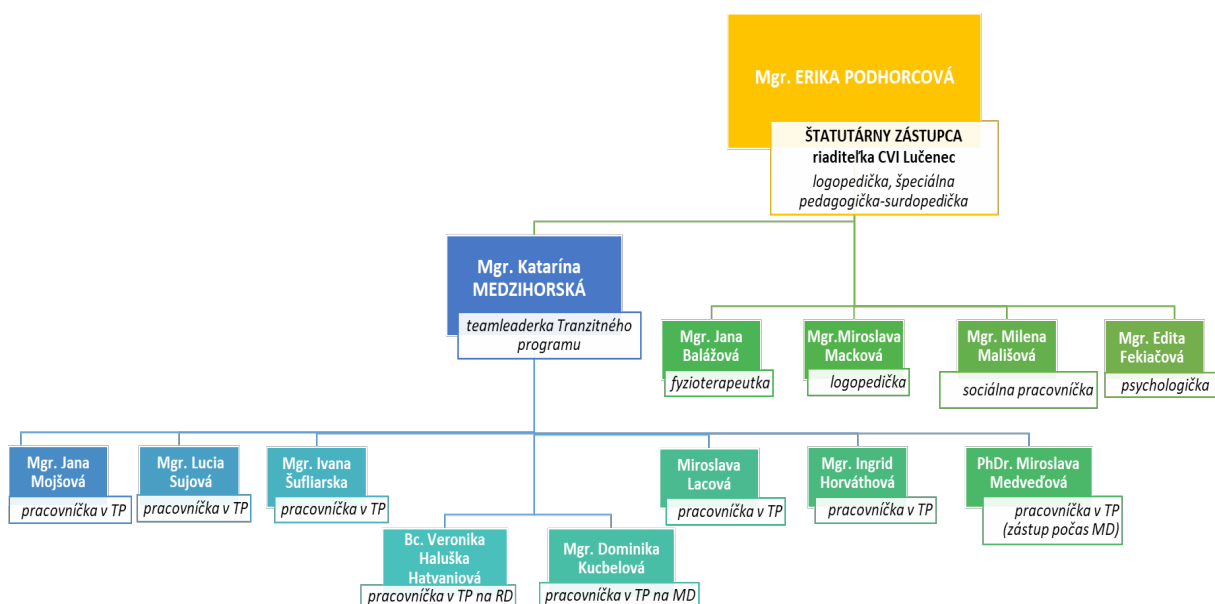 Mgr. ERIKA PODHORCOVÁ
ŠTATUTÁRNY ZÁSTUPCA
riaditeľka CVI Lučenec
logopedička, špeciálna
pedagogička-surdopedička
Mgr. Katarína
MEDZIHORSKÁ
teamleaderka Tranzitného
programu
Mgr. Jana
Balážová
fyzioterapeutka
Mgr.Miroslava
Macková
logopedička
Mgr. Milena
Mališová
sociálna pracovníčka
Mgr. Edita
Fekiačová
psychologička
Mgr. Jana
Mojšová
pracovníčka v TP
Mgr. Lucia
Sujová
pracovníčka v TP
Mgr. Ivana
Šufliarska
pracovníčka v TP
Miroslava
Lacová
pracovníčka v TP
Mgr. Ingrid
Horváthová
pracovníčka v TP
PhDr. Miroslava
Medveďová
pracovníčka v TP
(zástup počas MD)
Bc. Veronika
Haluška
Hatvaniová
pracovníčka v TP na RD
Mgr. Dominika
Kucbelová
pracovníčka v TP na MD